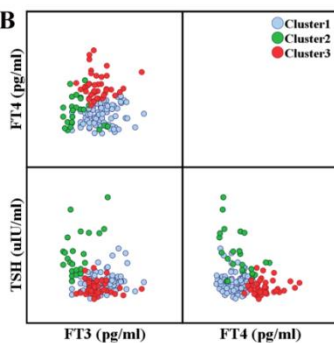 B
Cluster1
Cluster2
Cluster3
FT4 (pg/ml)
TSH (uIU/ml)
FT3 (pg/ml)
FT4 (pg/ml)